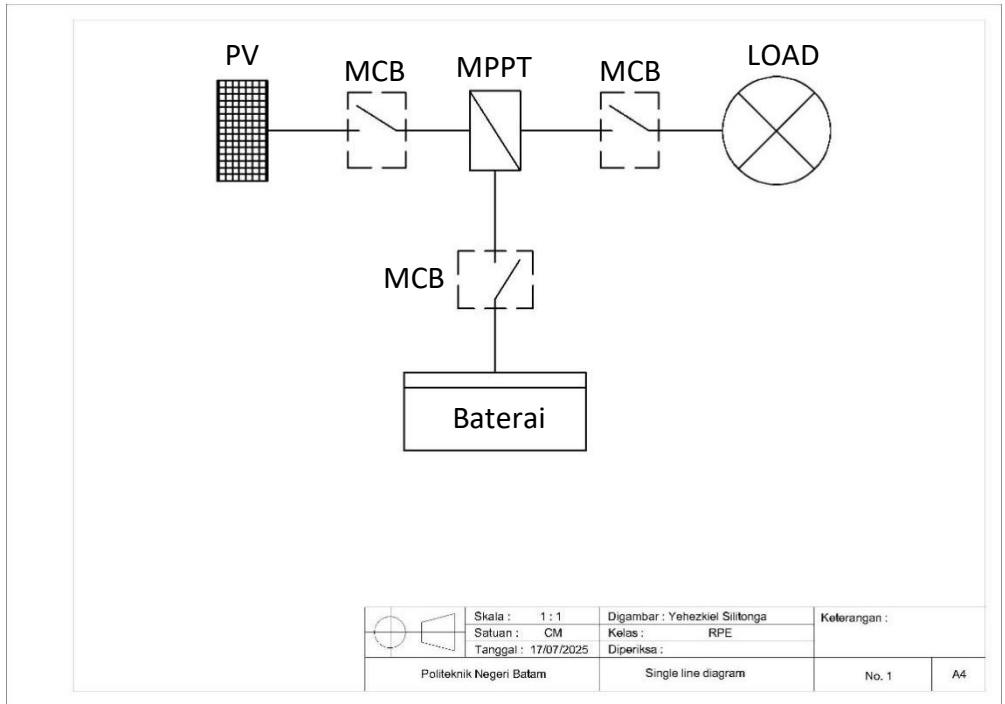 PV
MCB
MPPT
MCB
LOAD
MCB
Baterai
Skala : 1 : 1
Digambar : Yehezkiel Silitonga
Keterangan :
Satuan : CM
Kelas : RPE
Tanggal : 17/07/2025
Diperiksa :
Politeknik Negeri Batam
Single line diagram
No. 1
A4